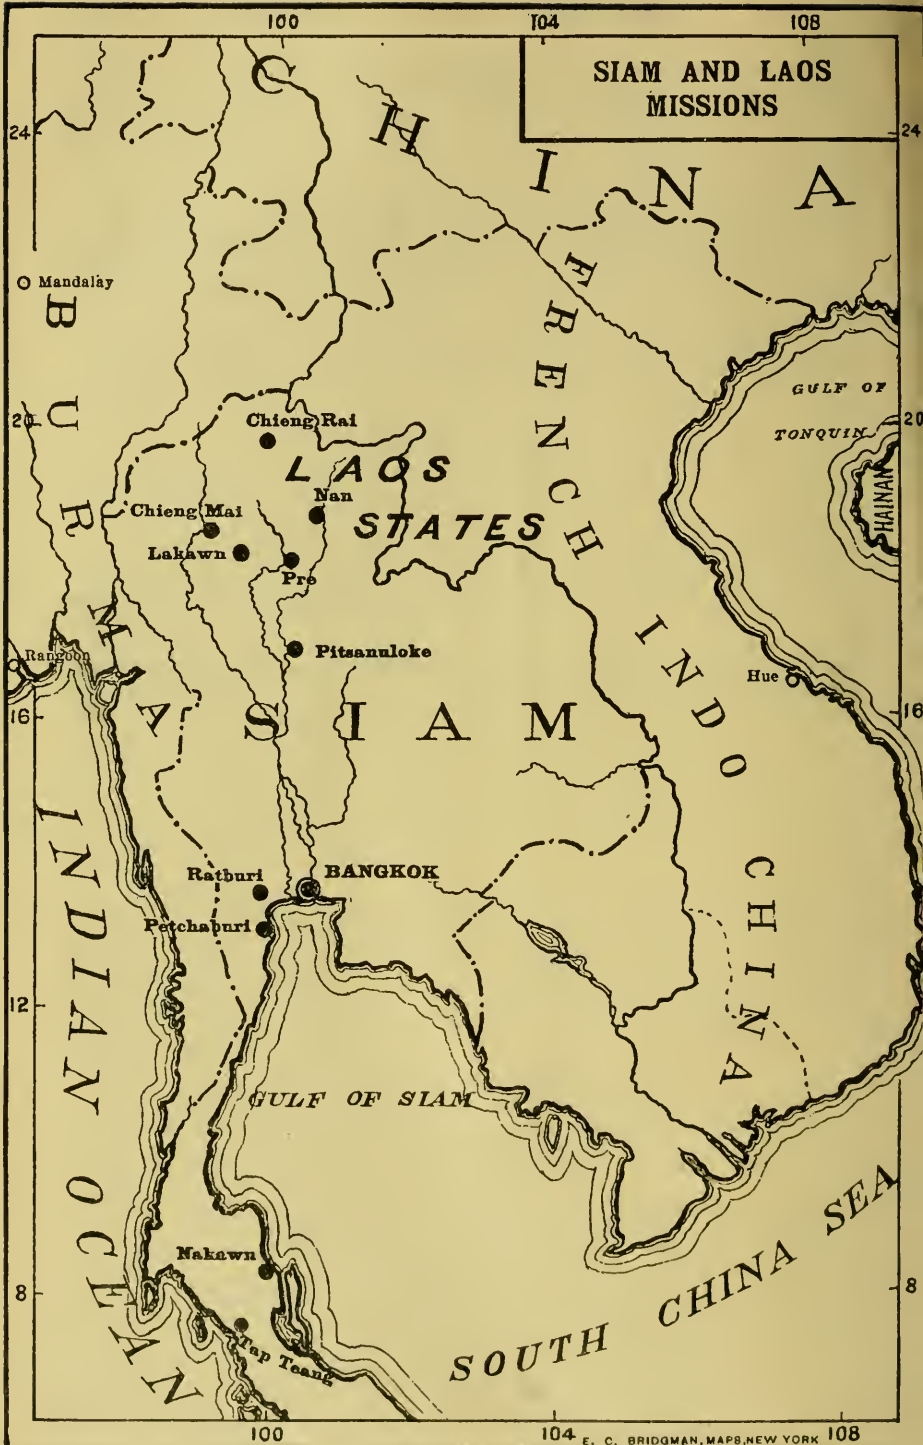 100 104 108
SIAM AND LAOS
MISSIONS
24 24
CHINA
Mandalay
BURMA
FRENCH INDO CHINA
GULF OF
TONQUIN
20 20
HAINAN
Chieng Rai
LAOS
STATES
Nan
Chieng Mai
Lakawn
Pre
Pitsanuloke
Rangoon
Hue
16 16
SIAM
INDIAN OCEAN
Ratburi
BANGKOK
Petchaburi
12
GULF OF SIAM
Nakawn
8 8
Tap Teang
SOUTH CHINA SEA
100 104 108
E. C. BRIDGMAN, MAPS, NEW YORK